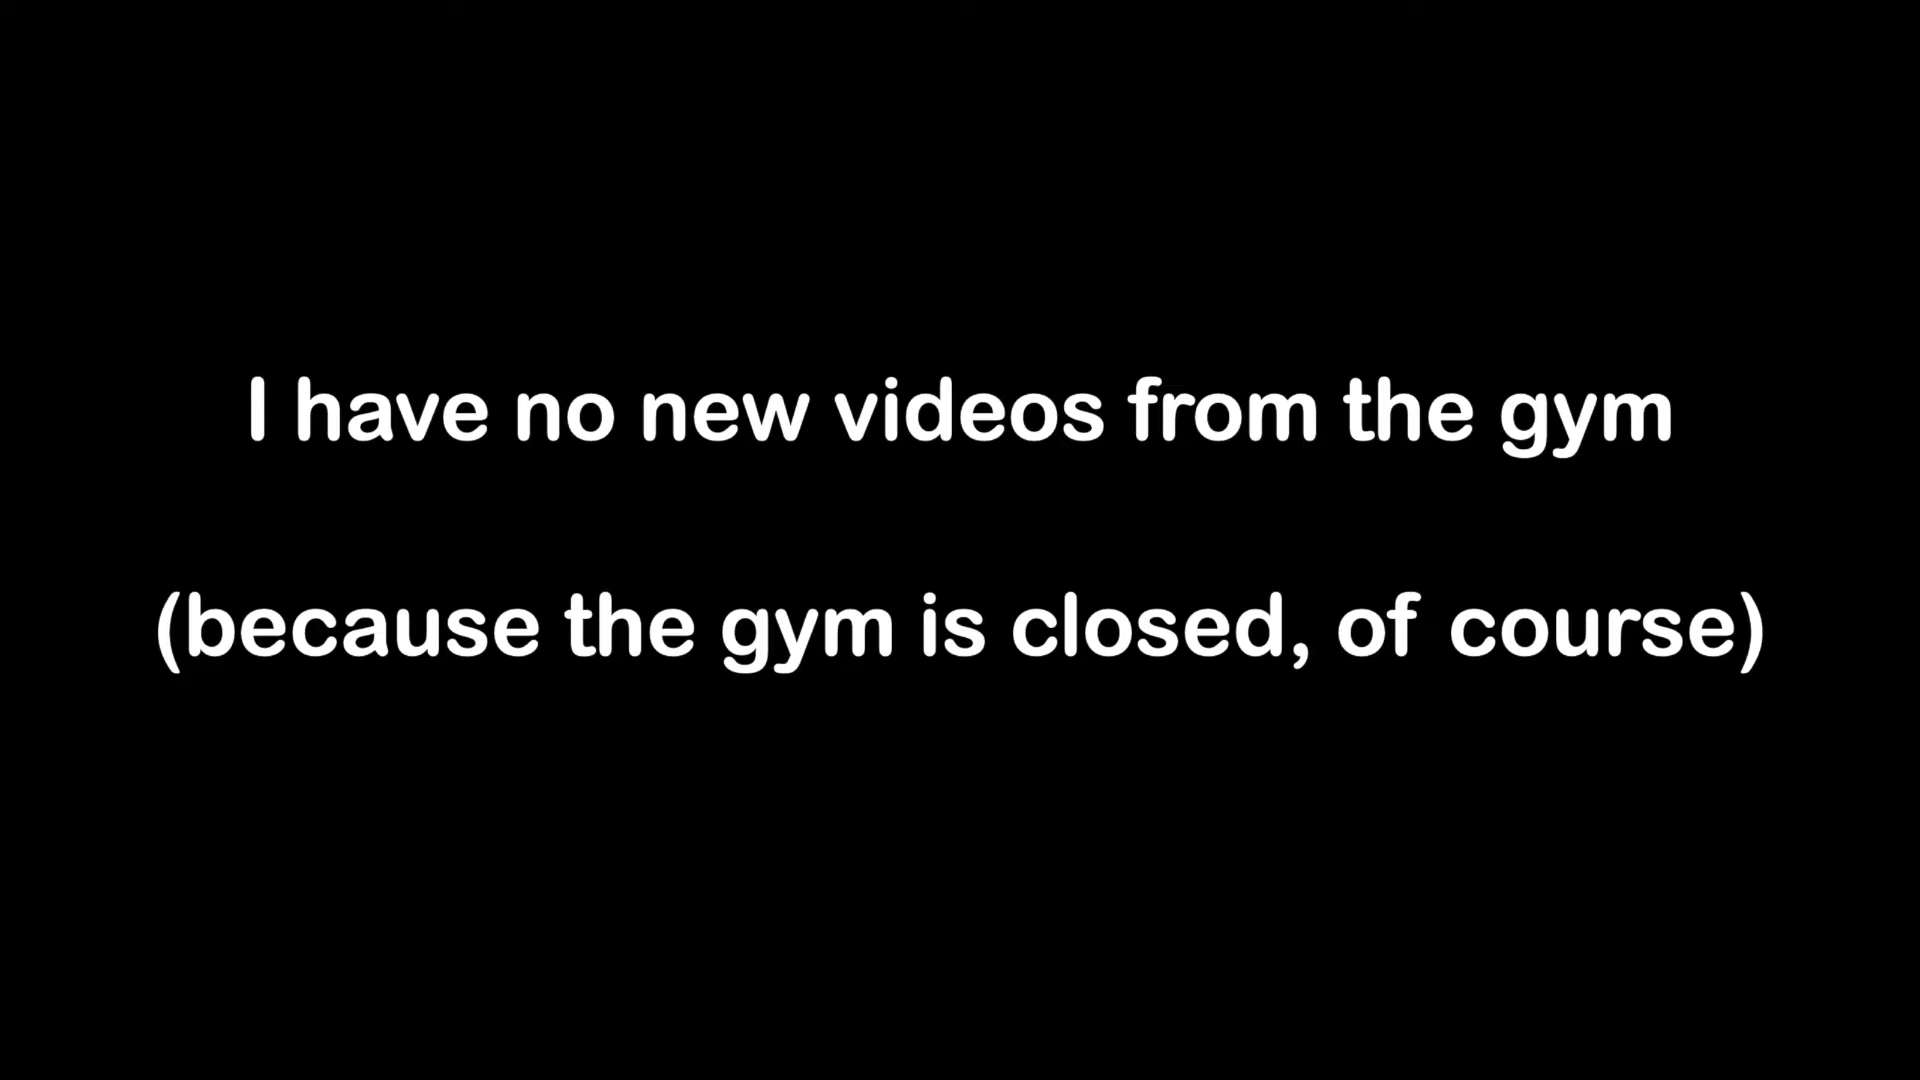 I have no new videos from the gym
(because the gym is closed, of course)